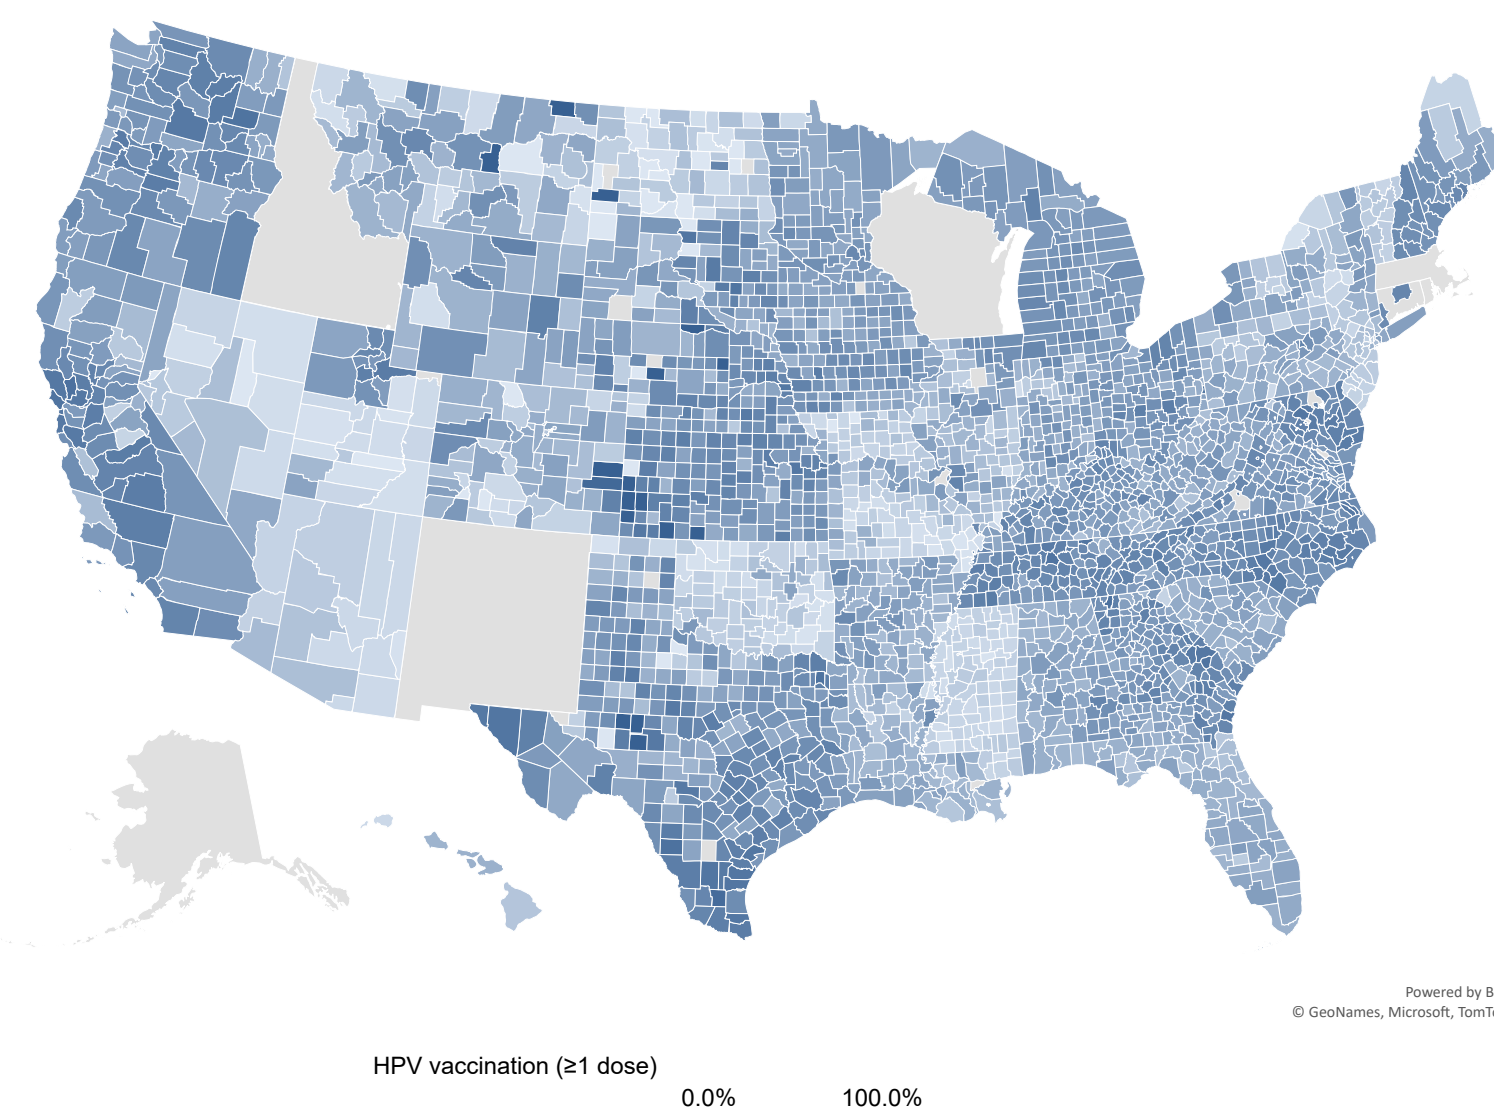 Powered by B
© GeoNames, Microsoft, TomT
HPV vaccination (≥1 dose)
0.0% 100.0%